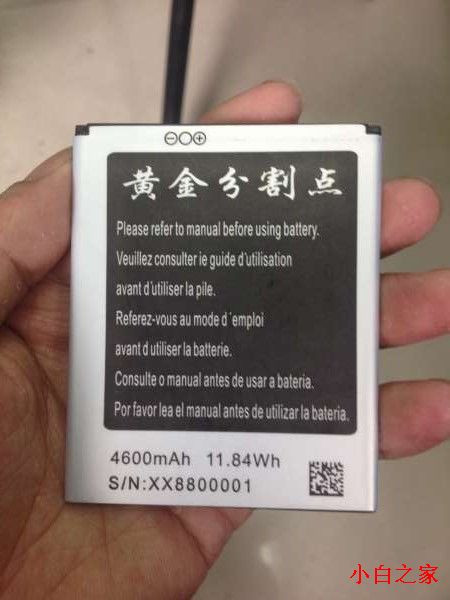 ⊖○⊕
黄金分割点
Please refer to manual before using battery.
Veuillez consulter ie guide d'utilisation
avant d'utiliser la pile.
Referez-vous au mode d´emploi
avant d utiliser la batterie.
Consulte o manual antes de usar a bateria.
Por favor lea el manual antes de utilizar la bateria.
4600mAh 11.84Wh
S/N:XX8800001
小白之家